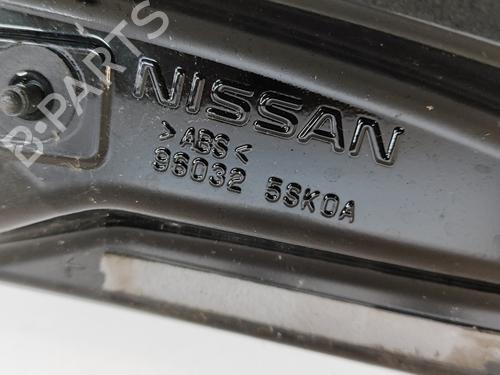 NISSAN
>ABS<
96032 5SK0A
B-PARTS